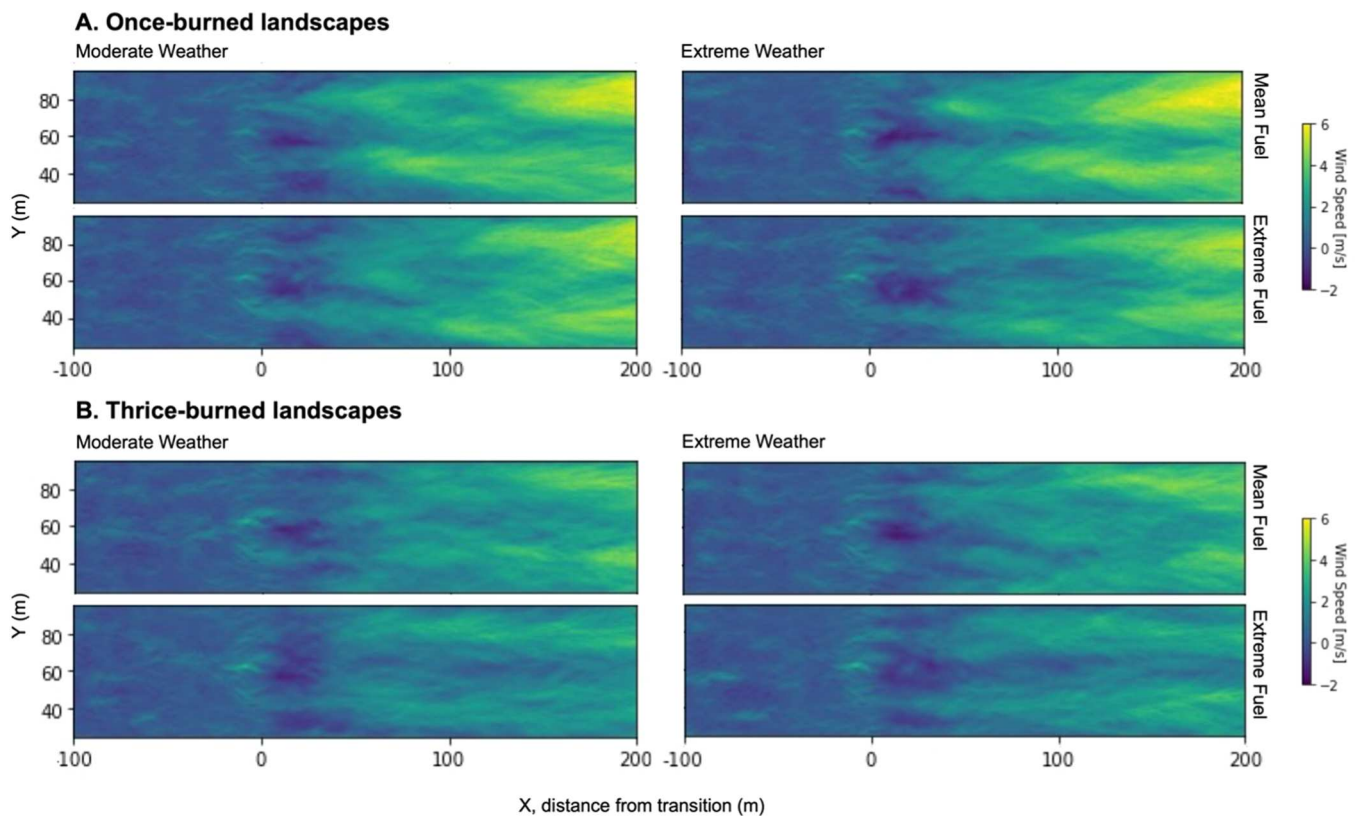 A. Once-burned landscapes
Moderate Weather
Extreme Weather
80
60
40
Mean Fuel
80
60
40
Extreme Fuel
Y (m)
-100
0
100
200
-100
0
100
200
6
4
2
0
−2
Wind Speed [m/s]
B. Thrice-burned landscapes
Moderate Weather
Extreme Weather
80
60
40
Mean Fuel
80
60
40
Extreme Fuel
Y (m)
-100
0
100
200
-100
0
100
200
6
4
2
0
−2
Wind Speed [m/s]
X, distance from transition (m)